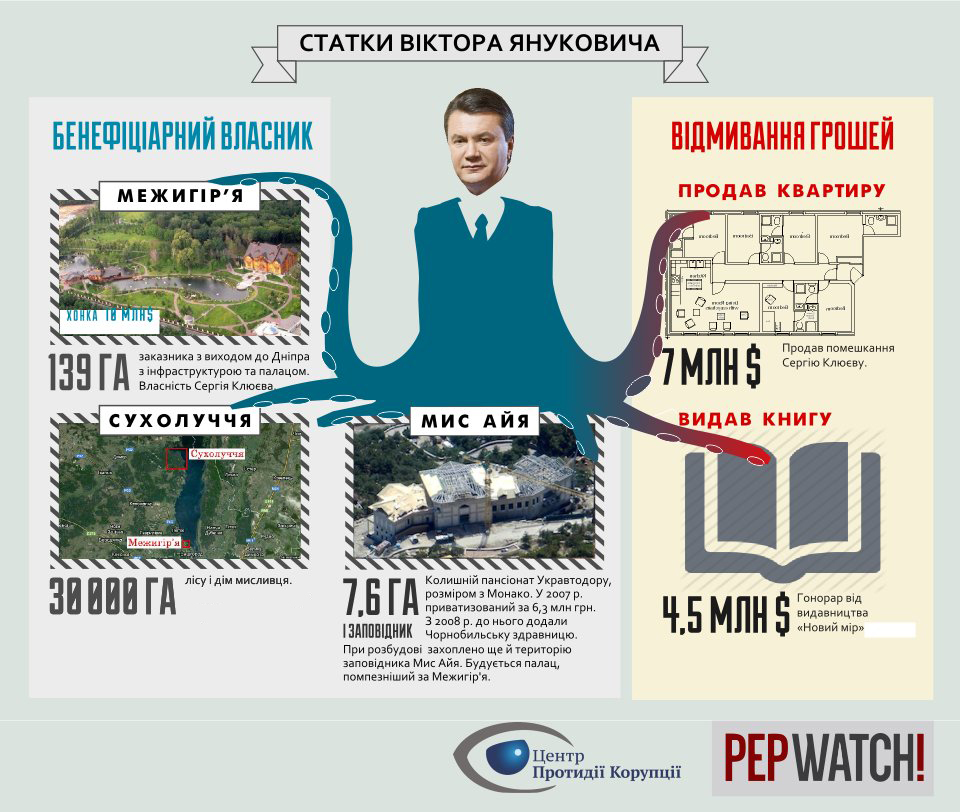 СТАТКИ ВІКТОРА ЯНУКОВИЧА
БЕНЕФІЦІАРНИЙ ВЛАСНИК
МЕЖИГІР'Я
ХОНКА 10 МЛН$
139 ГА
заказника з виходом до Дніпра
з інфраструктурою та палацом.
Власність Сергія Клюєва.
СУХОЛУЧЧЯ
Сухолуччя
Межигір'я
30 000 ГА
лісу і дім мисливця.
МИС АЙЯ
7,6 ГА
І ЗАПОВІДНИК
Колишній пансіонат Укравтодору,
розміром з Монако. У 2007 р.
приватизований за 6,3 млн грн.
З 2008 р. до нього додали
Чорнобильську здравницю.
При розбудові захоплено ще й територію
заповідника Мис Айя. Будується палац,
помпезніший за Межигір'я.
ВІДМИВАННЯ ГРОШЕЙ
ПРОДАВ КВАРТИРУ
7 МЛН $
Продав помешкання
Сергію Клюєву.
ВИДАВ КНИГУ
4,5 МЛН $
Гонорар від
видавництва
«Новий мір»
Центр
Протидії Корупції
PEPWATCH!